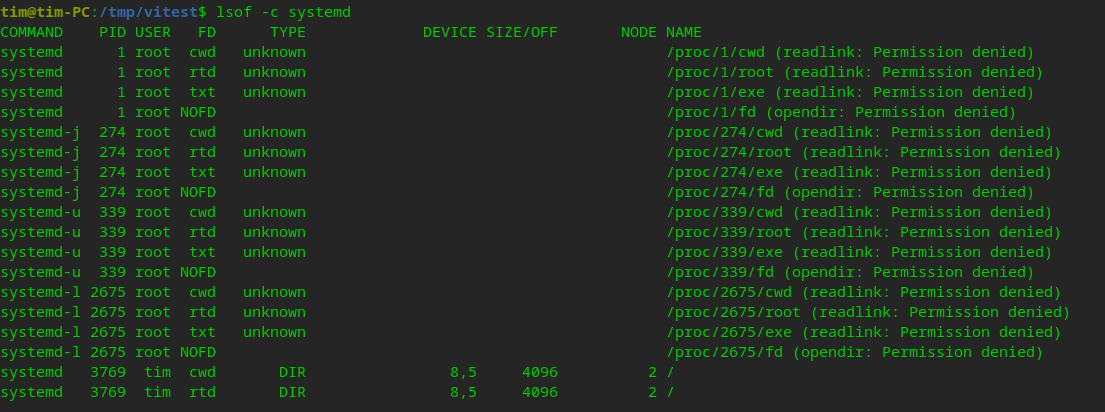 tim@tim-PC:/tmp/vitest$ lsof -c systemd
COMMAND    PID USER   FD      TYPE             DEVICE SIZE/OFF       NODE NAME
systemd      1 root  cwd   unknown                                        /proc/1/cwd (readlink: Permission denied)
systemd      1 root  rtd   unknown                                        /proc/1/root (readlink: Permission denied)
systemd      1 root  txt   unknown                                        /proc/1/exe (readlink: Permission denied)
systemd      1 root NOFD                                                  /proc/1/fd (opendir: Permission denied)
systemd-j  274 root  cwd   unknown                                        /proc/274/cwd (readlink: Permission denied)
systemd-j  274 root  rtd   unknown                                        /proc/274/root (readlink: Permission denied)
systemd-j  274 root  txt   unknown                                        /proc/274/exe (readlink: Permission denied)
systemd-j  274 root NOFD                                                  /proc/274/fd (opendir: Permission denied)
systemd-u  339 root  cwd   unknown                                        /proc/339/cwd (readlink: Permission denied)
systemd-u  339 root  rtd   unknown                                        /proc/339/root (readlink: Permission denied)
systemd-u  339 root  txt   unknown                                        /proc/339/exe (readlink: Permission denied)
systemd-u  339 root NOFD                                                  /proc/339/fd (opendir: Permission denied)
systemd-l 2675 root  cwd   unknown                                        /proc/2675/cwd (readlink: Permission denied)
systemd-l 2675 root  rtd   unknown                                        /proc/2675/root (readlink: Permission denied)
systemd-l 2675 root  txt   unknown                                        /proc/2675/exe (readlink: Permission denied)
systemd-l 2675 root NOFD                                                  /proc/2675/fd (opendir: Permission denied)
systemd   3769  tim  cwd       DIR                8,5     4096          2 /
systemd   3769  tim  rtd       DIR                8,5     4096          2 /